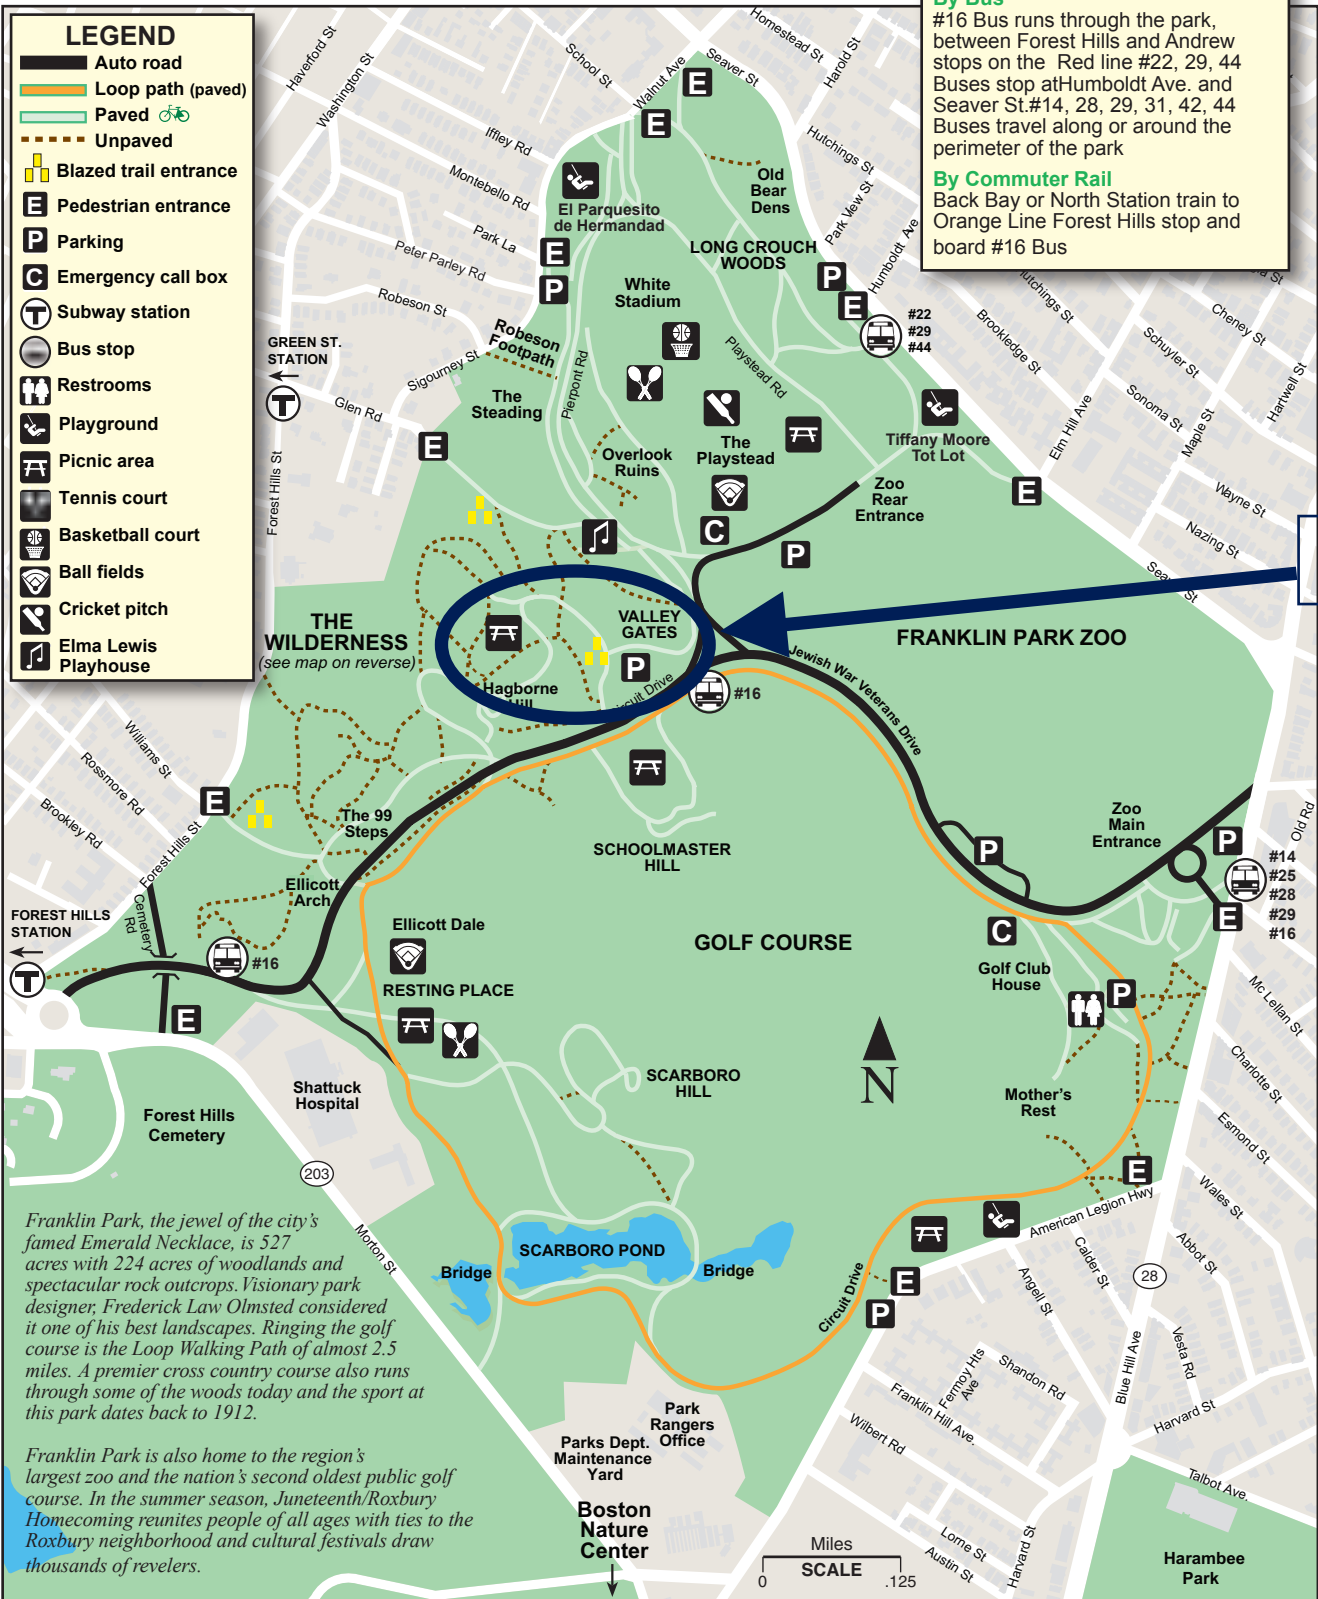 LEGEND
Auto road
Loop path (paved)
Paved
Unpaved
Blazed trail entrance
E Pedestrian entrance
P Parking
C Emergency call box
T Subway station
Bus stop
Restrooms
Playground
Picnic area
Tennis court
Basketball court
Ball fields
Cricket pitch
Elma Lewis
Playhouse
By Bus
#16 Bus runs through the park,
between Forest Hills and Andrew
stops on the Red line #22, 29, 44
Buses stop atHumboldt Ave. and
Seaver St.#14, 28, 29, 31, 42, 44
Buses travel along or around the
perimeter of the park
By Commuter Rail
Back Bay or North Station train to
Orange Line Forest Hills stop and
board #16 Bus
Haverford St
Washington St
School St
Walnut Ave
Seaver St
Homestead St
Harold St
Iffley Rd
Montebello Rd
Park La
Peter Parley Rd
Robeson St
Hutchings St
Park View St
Humboldt Ave
E
E
El Parquesito
de Hermandad
Old
Bear
Dens
E
P
LONG CROUCH
WOODS
P
E
#22
#29
#44
White
Stadium
Hutchings St
Brookledge St
Cheney St
Schuyler St
Hartwell St
Sonoma St
Maple St
Elm Hill Ave
Wayne St
Nazing St
GREEN ST.
STATION
T
Robeson
Footpath
Sigourney St
Glen Rd
Forest Hills St
The
Steading
Pierpont Rd
Playstead Rd
E
Overlook
Ruins
The
Playstead
Tiffany Moore
Tot Lot
E
Zoo
Rear
Entrance
C
P
THE
WILDERNESS
(see map on reverse)
VALLEY
GATES
P
Hagborne
Hill
#16
FRANKLIN PARK ZOO
Jewish War Veterans Drive
Williams St
Rossmore Rd
Brookley Rd
E
Forest Hills St
The 99
Steps
SCHOOLMASTER
HILL
P
Zoo
Main
Entrance
P
Old Rd
#14
#25
#28
#29
#16
E
Ellicott
Arch
Cemetery
Rd
FOREST HILLS
STATION
T
#16
E
Ellicott Dale
RESTING PLACE
GOLF COURSE
C
Golf Club
House
P
Mc Lellan St
Charlotte St
Esmond St
Wales St
Abbot St
Shattuck
Hospital
Forest Hills
Cemetery
SCARBORO
HILL
N
Mother's
Rest
203
Morton St
E
American Legion Hwy
Calder St
Angell St
28
Vesta Rd
Blue Hill Ave
Bridge
SCARBORO POND
Bridge
Circuit Drive
E
P
Fermoy Hts
Ave
Shandon Rd
Franklin Hill Ave.
Wilbert Rd
Harvard St
Talbot Ave.
Lorne St
Austin St
Harvard St
Franklin Park, the jewel of the city's
famed Emerald Necklace, is 527
acres with 224 acres of woodlands and
spectacular rock outcrops. Visionary park
designer, Frederick Law Olmsted considered
it one of his best landscapes. Ringing the golf
course is the Loop Walking Path of almost 2.5
miles. A premier cross country course also runs
through some of the woods today and the sport at
this park dates back to 1912.
Franklin Park is also home to the region's
largest zoo and the nation's second oldest public golf
course. In the summer season, Juneteenth/Roxbury
Homecoming reunites people of all ages with ties to the
Roxbury neighborhood and cultural festivals draw
thousands of revelers.
Park
Rangers
Office
Parks Dept.
Maintenance
Yard
Boston
Nature
Center
Miles
SCALE
0
.125
Harambee
Park